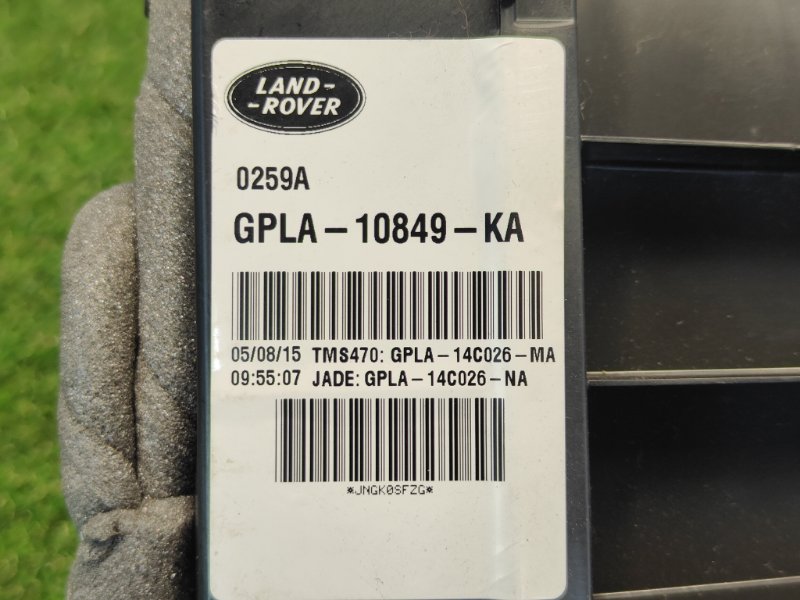 LAND-
-ROVER
0259A
GPLA-10849-KA
05/08/15 TMS470: GPLA-14C026-MA
09:55:07 JADE: GPLA-14C026-NA
*JNGK0SFZG*